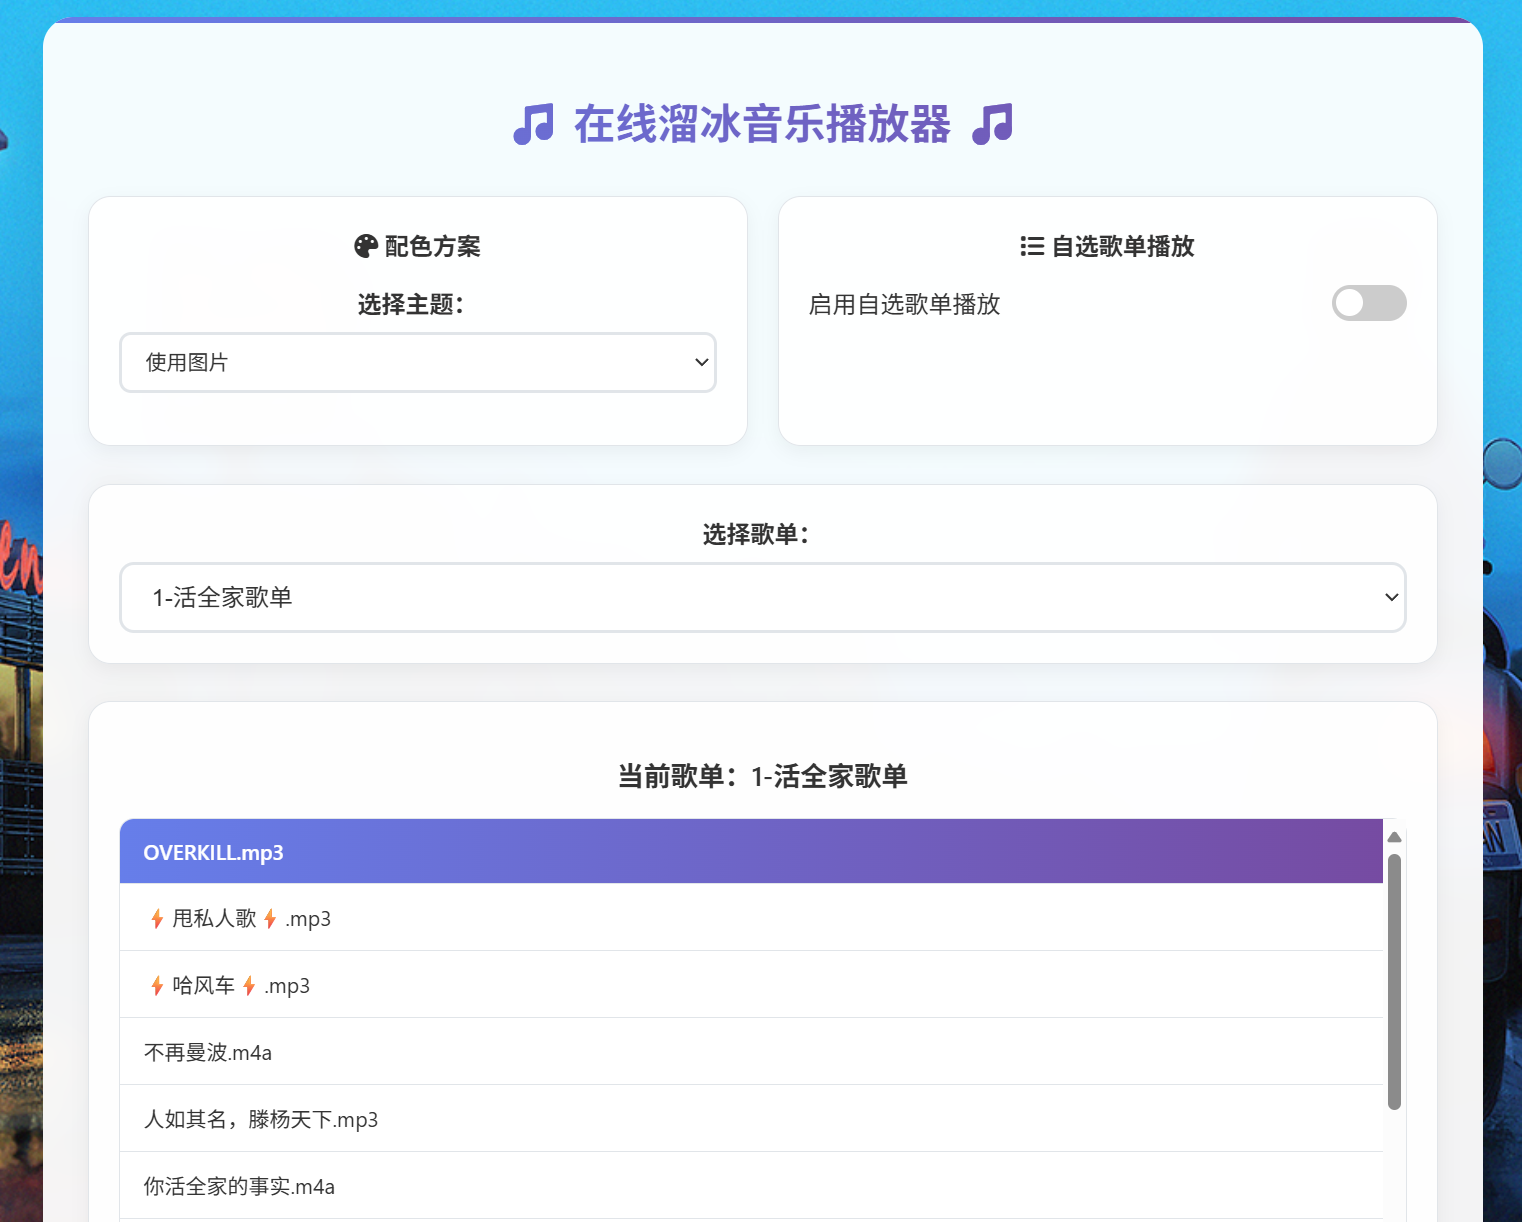 在线溜冰音乐播放器
配色方案
选择主题：
使用图片
自选歌单播放
启用自选歌单播放
选择歌单：
1-活全家歌单
当前歌单：1-活全家歌单
OVERKILL.mp3
⚡甩私人歌⚡.mp3
⚡哈风车⚡.mp3
不再曼波.m4a
人如其名，滕杨天下.mp3
你活全家的事实.m4a